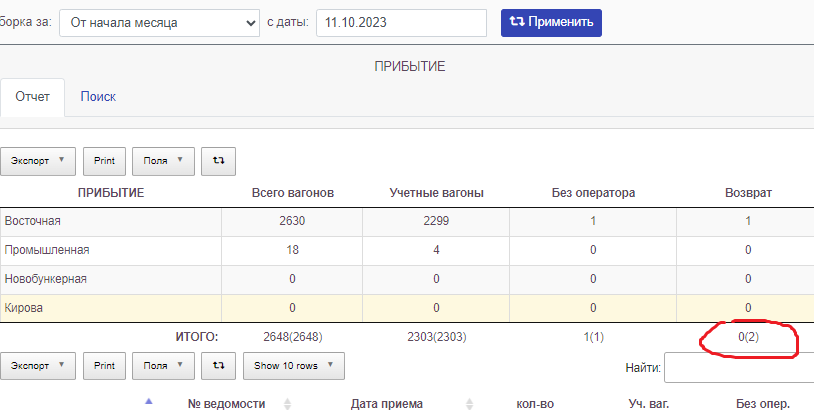 борка за: От начала месяца с даты: 11.10.2023 Применить
ПРИБЫТИЕ
Отчет Поиск
Экспорт Print Поля
ПРИБЫТИЕ Всего вагонов Учетные вагоны Без оператора Возврат
Восточная 2630 2299 1 1
Промышленная 18 4 0 0
Новобункерная 0 0 0 0
Кирова 0 0 0 0
ИТОГО: 2648(2648) 2303(2303) 1(1) 0(2)
Экспорт Print Поля Show 10 rows Найти:
№ ведомости Дата приема кол-во Уч. ваг. Без опер.